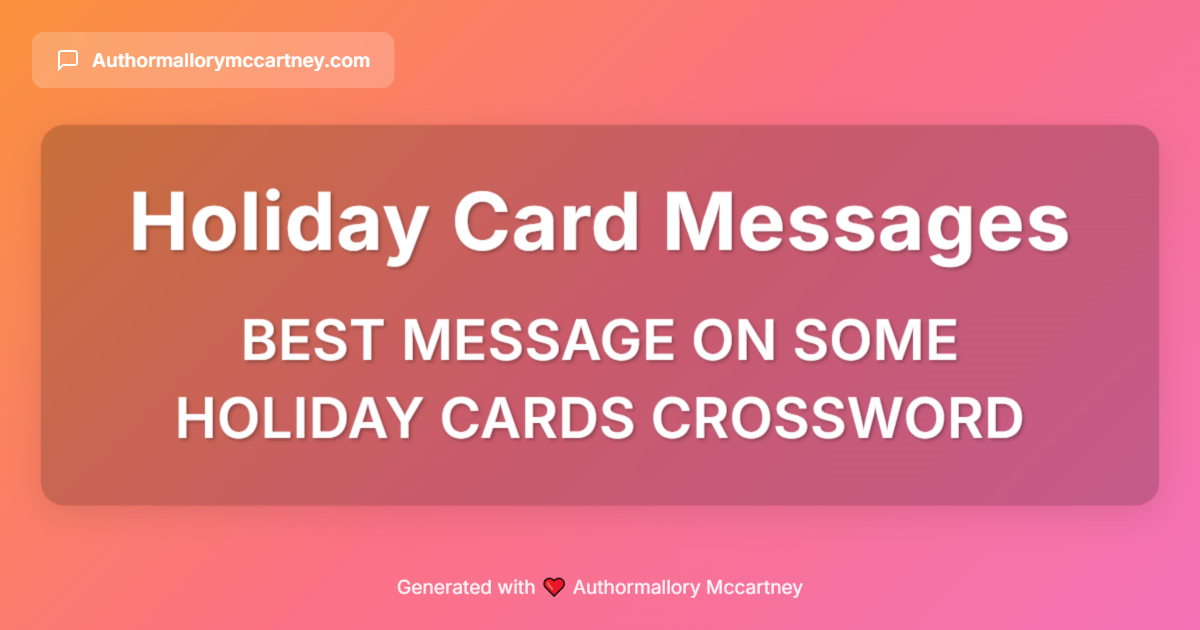 Authormallorymccartney.com
Holiday Card Messages
BEST MESSAGE ON SOME
HOLIDAY CARDS CROSSWORD
Generated with ❤️ Authormallory Mccartney